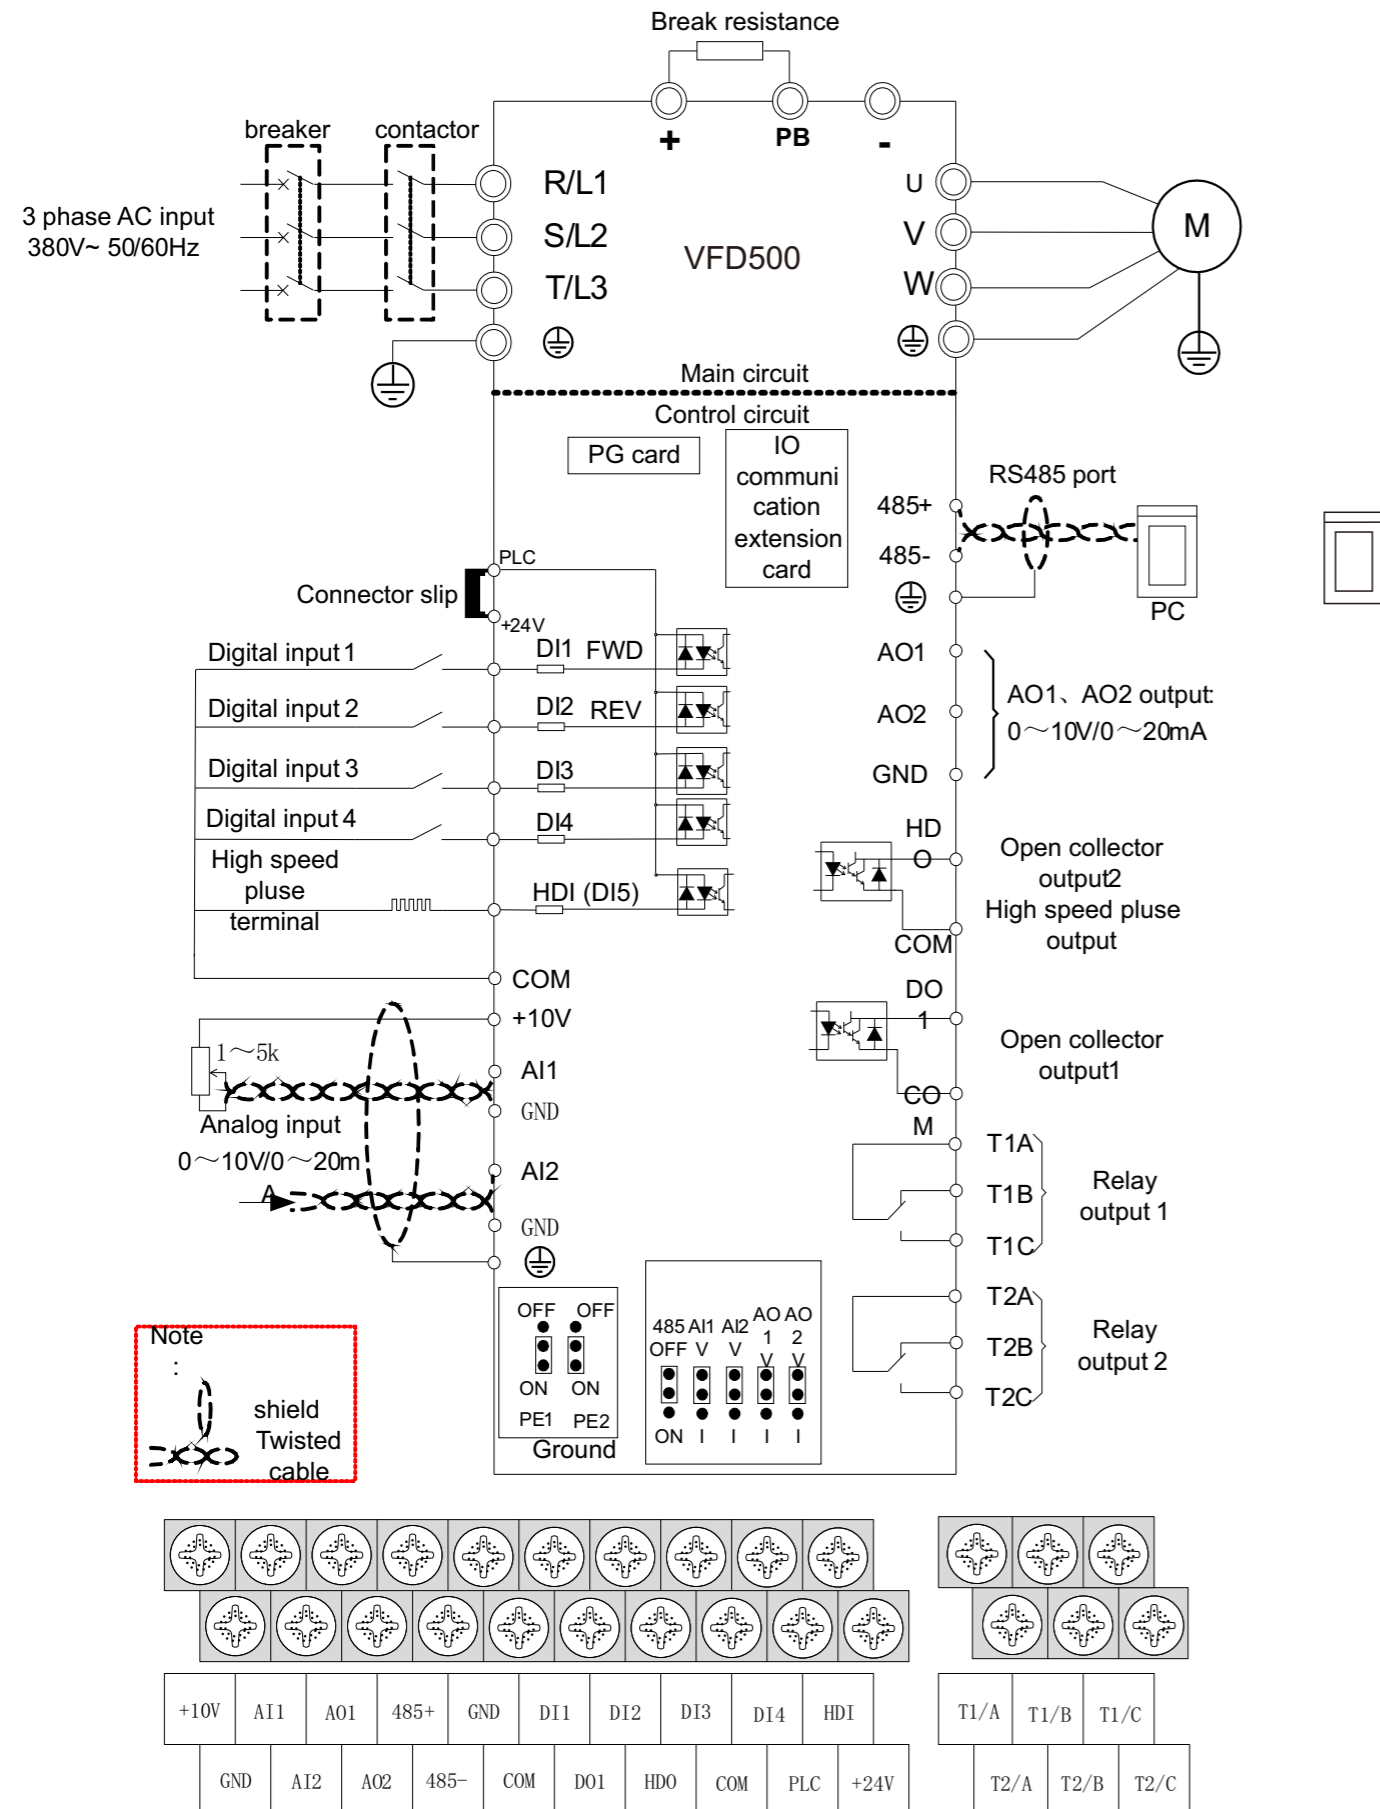 Break resistance
+
PB
-
breaker
contactor
3 phase AC input
380V~ 50/60Hz
R/L1
S/L2
T/L3
VFD500
U
V
W
M
Main circuit
Control circuit
PG card
IO
communi
cation
extension
card
RS485 port
485+
485-
PC
PLC
Connector slip
+24V
Digital input 1
DI1 FWD
Digital input 2
DI2 REV
Digital input 3
DI3
Digital input 4
DI4
High speed
pluse
terminal
HDI (DI5)
COM
+10V
1～5k
AI1
GND
Analog input
0～10V/0～20m
A
AI2
GND
AO1
AO2
GND
AO1、AO2 output:
0～10V/0～20mA
HD
O
COM
Open collector
output2
High speed pluse
output
DO
1
CO
M
Open collector
output1
T1A
T1B
T1C
Relay
output 1
T2A
T2B
T2C
Relay
output 2
OFF OFF
ON ON
PE1 PE2
Ground
485 AI1 AI2 AO AO
1 2
OFF V V V V
ON I I I I
Note
:
shield
Twisted
cable
+10V AI1 AO1 485+ GND DI1 DI2 DI3 DI4 HDI
GND AI2 AO2 485- COM DO1 HDO COM PLC +24V
T1/A T1/B T1/C
T2/A T2/B T2/C